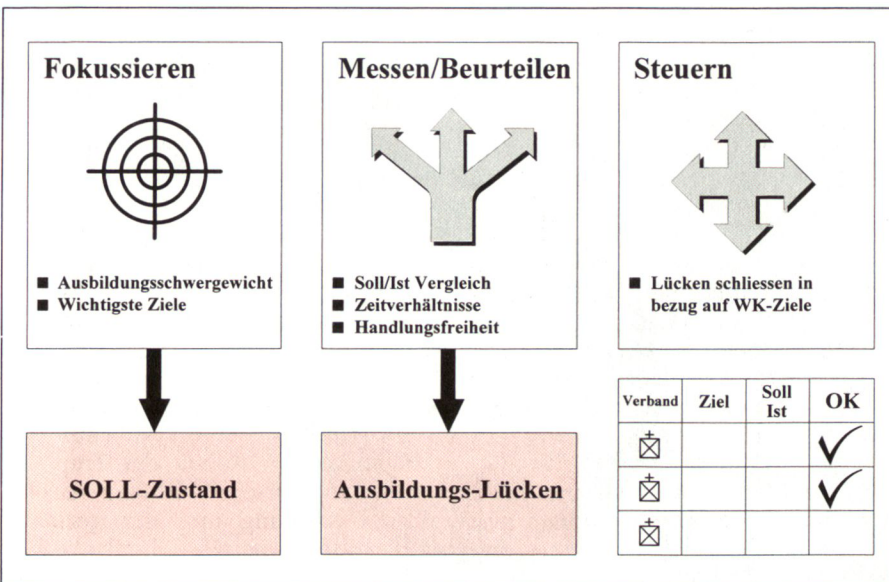 Fokussieren
■ Ausbildungsschwergewicht
■ Wichtigste Ziele
SOLL-Zustand
Messen/Beurteilen
■ Soll/Ist Vergleich
■ Zeitverhältnisse
■ Handlungsfreiheit
Ausbildungs-Lücken
Steuern
■ Lücken schliessen in
bezug auf WK-Ziele
Verband Ziel Soll OK
Ist